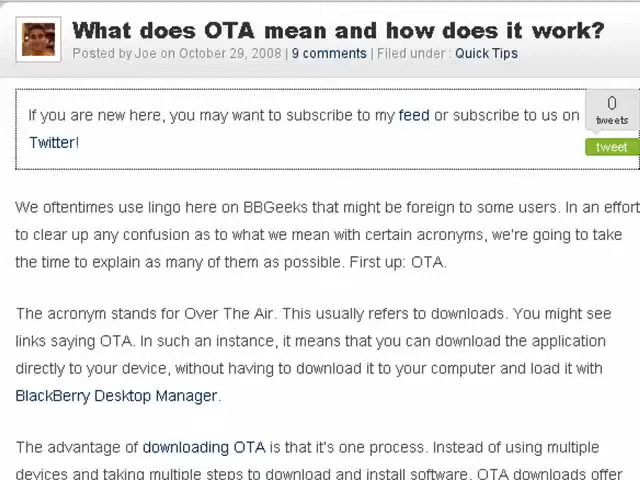 What does OTA mean and how does it work?
Posted by Joe on October 29, 2008 | 9 comments | Filed under : Quick Tips
If you are new here, you may want to subscribe to my feed or subscribe to us on
Twitter!
0
tweets
tweet
We oftentimes use lingo here on BBGeeks that might be foreign to some users. In an effort
to clear up any confusion as to what we mean with certain acronyms, we're going to take
the time to explain as many of them as possible. First up: OTA.
The acronym stands for Over The Air. This usually refers to downloads. You might see
links saying OTA. In such an instance, it means that you can download the application
directly to your device, without having to download it to your computer and load it with
BlackBerry Desktop Manager.
The advantage of downloading OTA is that it's one process. Instead of using multiple
devices and taking multiple steps to download and install software, OTA downloads offer